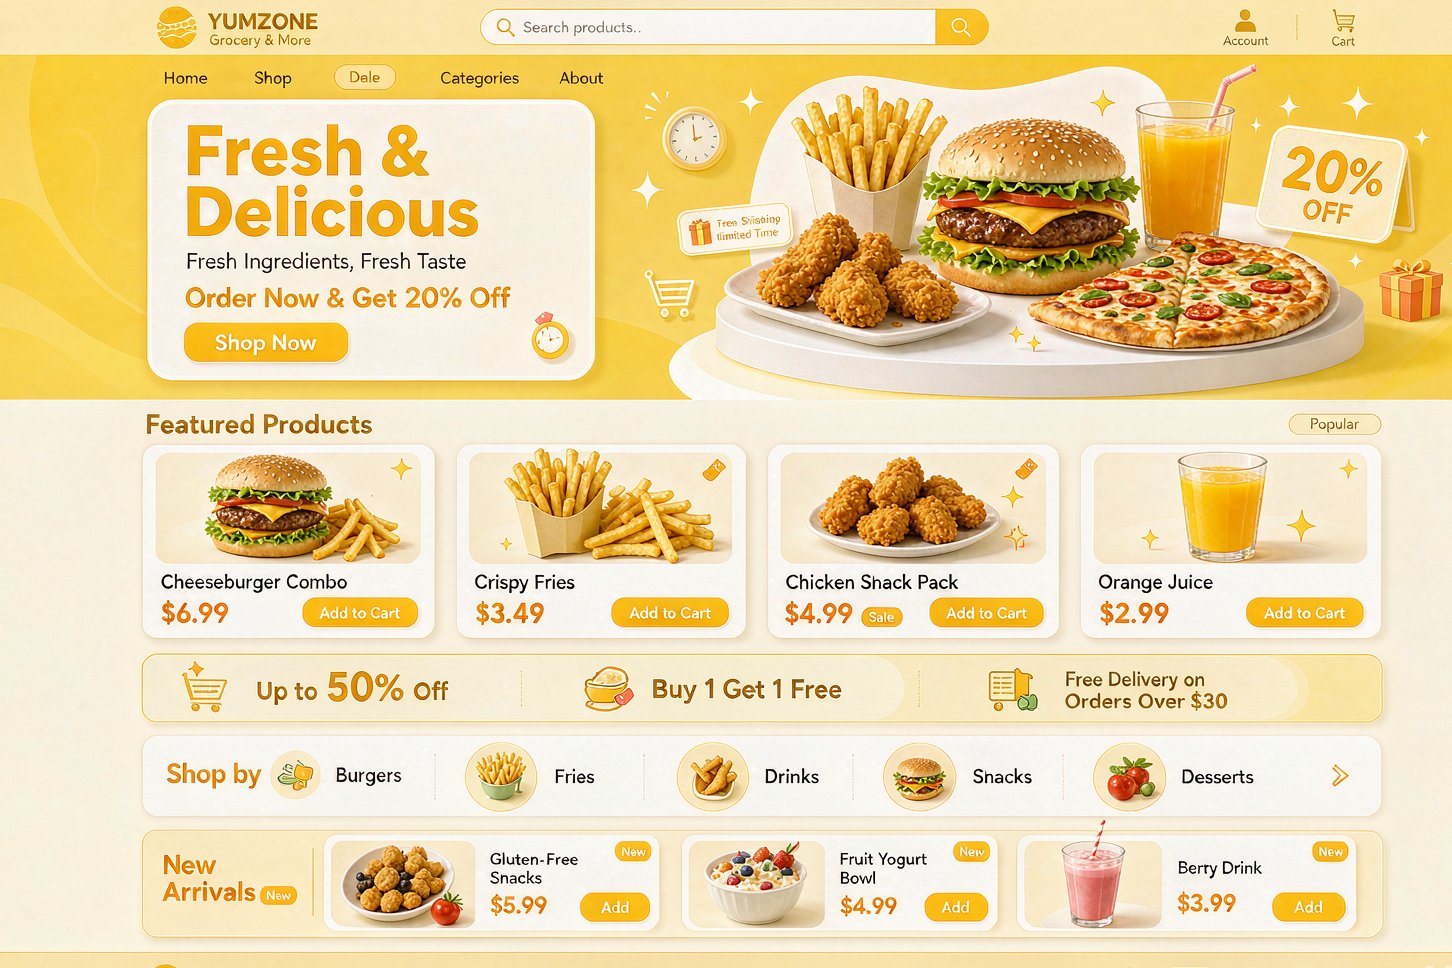 YUMZONE
Grocery & More
Search products..
Account
Cart
Home
Shop
Dale
Categories
About
Fresh &
Delicious
Fresh Ingredients, Fresh Taste
Order Now & Get 20% Off
Shop Now
Free
Limited Time
20%
OFF
Featured Products
Popular
Cheeseburger Combo
$6.99
Add to Cart
Crispy Fries
$3.49
Add to Cart
Chicken Snack Pack
$4.99
Sale
Add to Cart
Orange Juice
$2.99
Add to Cart
Up to 50% Off
Buy 1 Get 1 Free
Free Delivery on
Orders Over $30
Shop by
Burgers
Fries
Drinks
Snacks
Desserts
New
Arrivals
New
Gluten-Free
Snacks
New
$5.99
Add
Fruit Yogurt
Bowl
New
$4.99
Add
Berry Drink
New
$3.99
Add